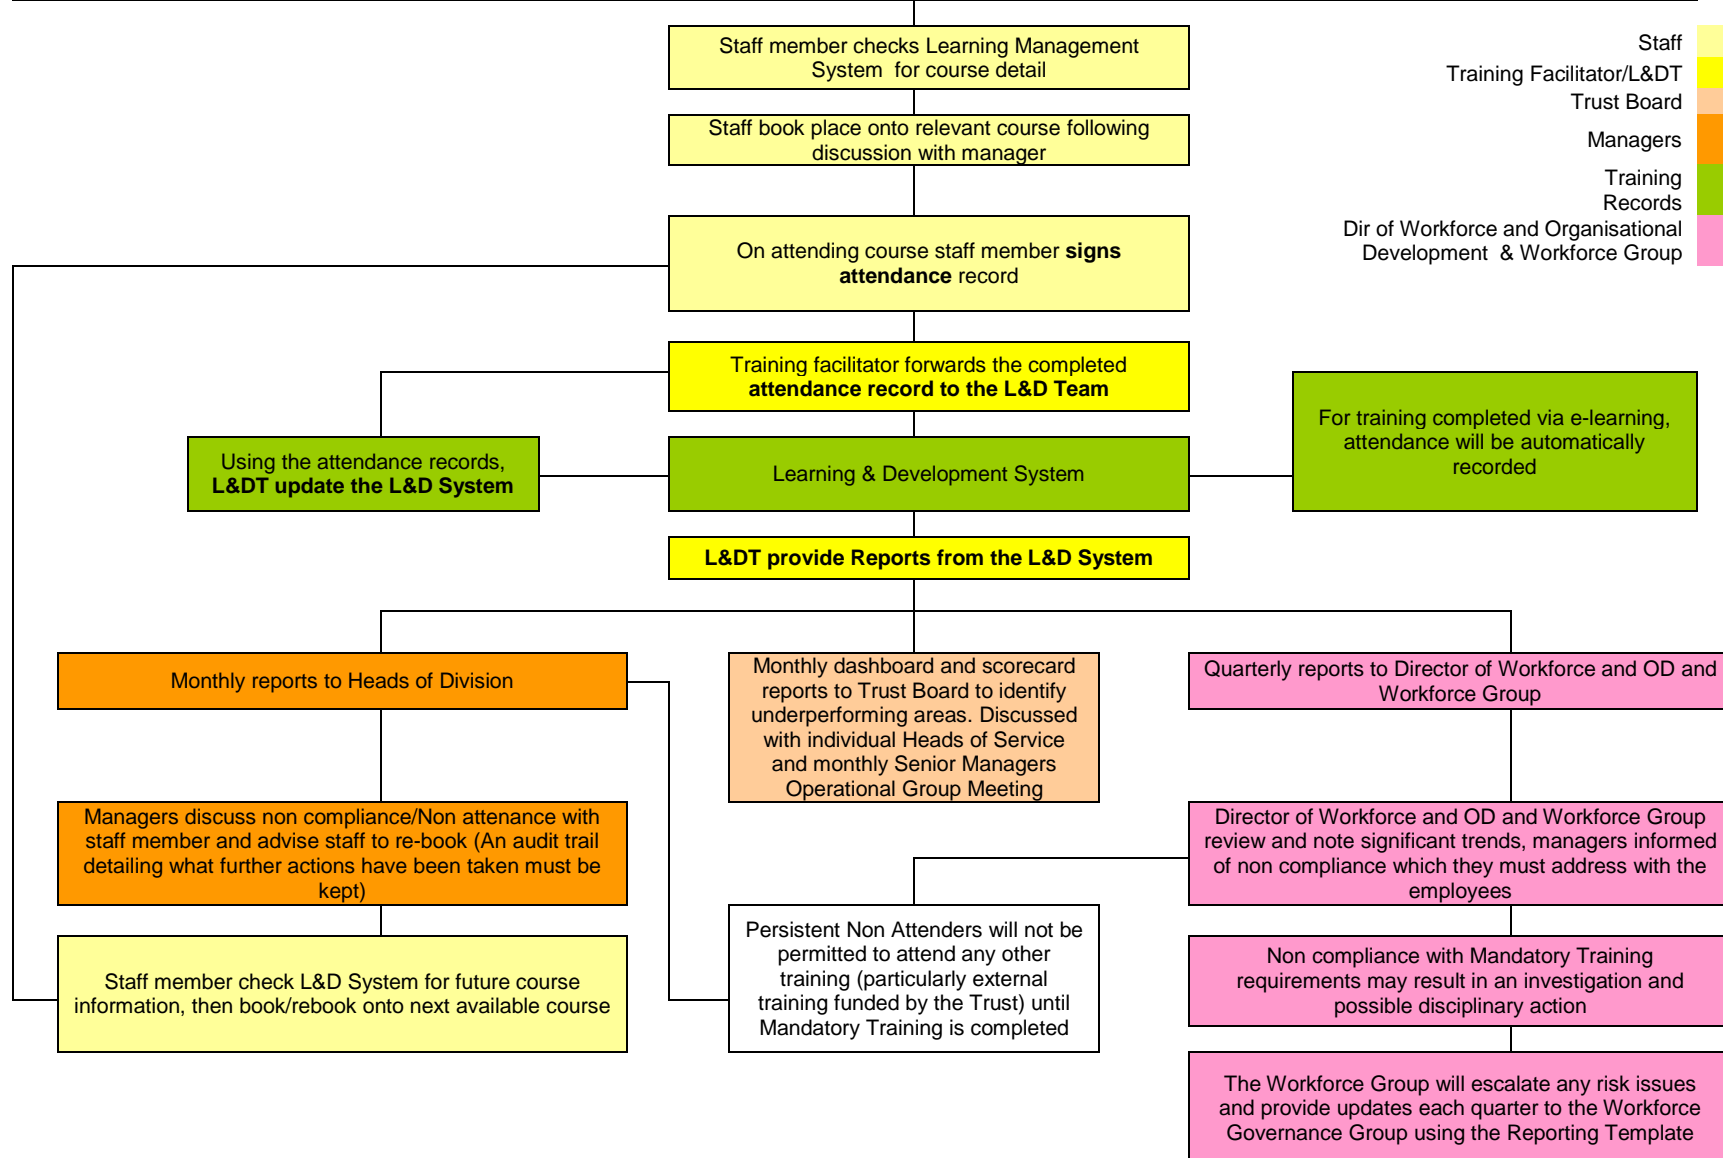 Staff member checks Learning Management
System for course detail
Staff
Training Facilitator/L&DT
Trust Board
Managers
Training
Records
Dir of Workforce and Organisational
Development & Workforce Group
Staff book place onto relevant course following
discussion with manager
On attending course staff member signs
attendance record
Training facilitator forwards the completed
attendance record to the L&D Team
Using the attendance records,
L&DT update the L&D System
Learning & Development System
For training completed via e-learning,
attendance will be automatically
recorded
L&DT provide Reports from the L&D System
Monthly reports to Heads of Division
Monthly dashboard and scorecard
reports to Trust Board to identify
underperforming areas. Discussed
with individual Heads of Service
and monthly Senior Managers
Operational Group Meeting
Quarterly reports to Director of Workforce and OD and
Workforce Group
Managers discuss non compliance/Non attenance with
staff member and advise staff to re-book (An audit trail
detailing what further actions have been taken must be
kept)
Director of Workforce and OD and Workforce Group
review and note significant trends, managers informed
of non compliance which they must address with the
employees
Staff member check L&D System for future course
information, then book/rebook onto next available course
Persistent Non Attenders will not be
permitted to attend any other
training (particularly external
training funded by the Trust) until
Mandatory Training is completed
Non compliance with Mandatory Training
requirements may result in an investigation and
possible disciplinary action
The Workforce Group will escalate any risk issues
and provide updates each quarter to the Workforce
Governance Group using the Reporting Template